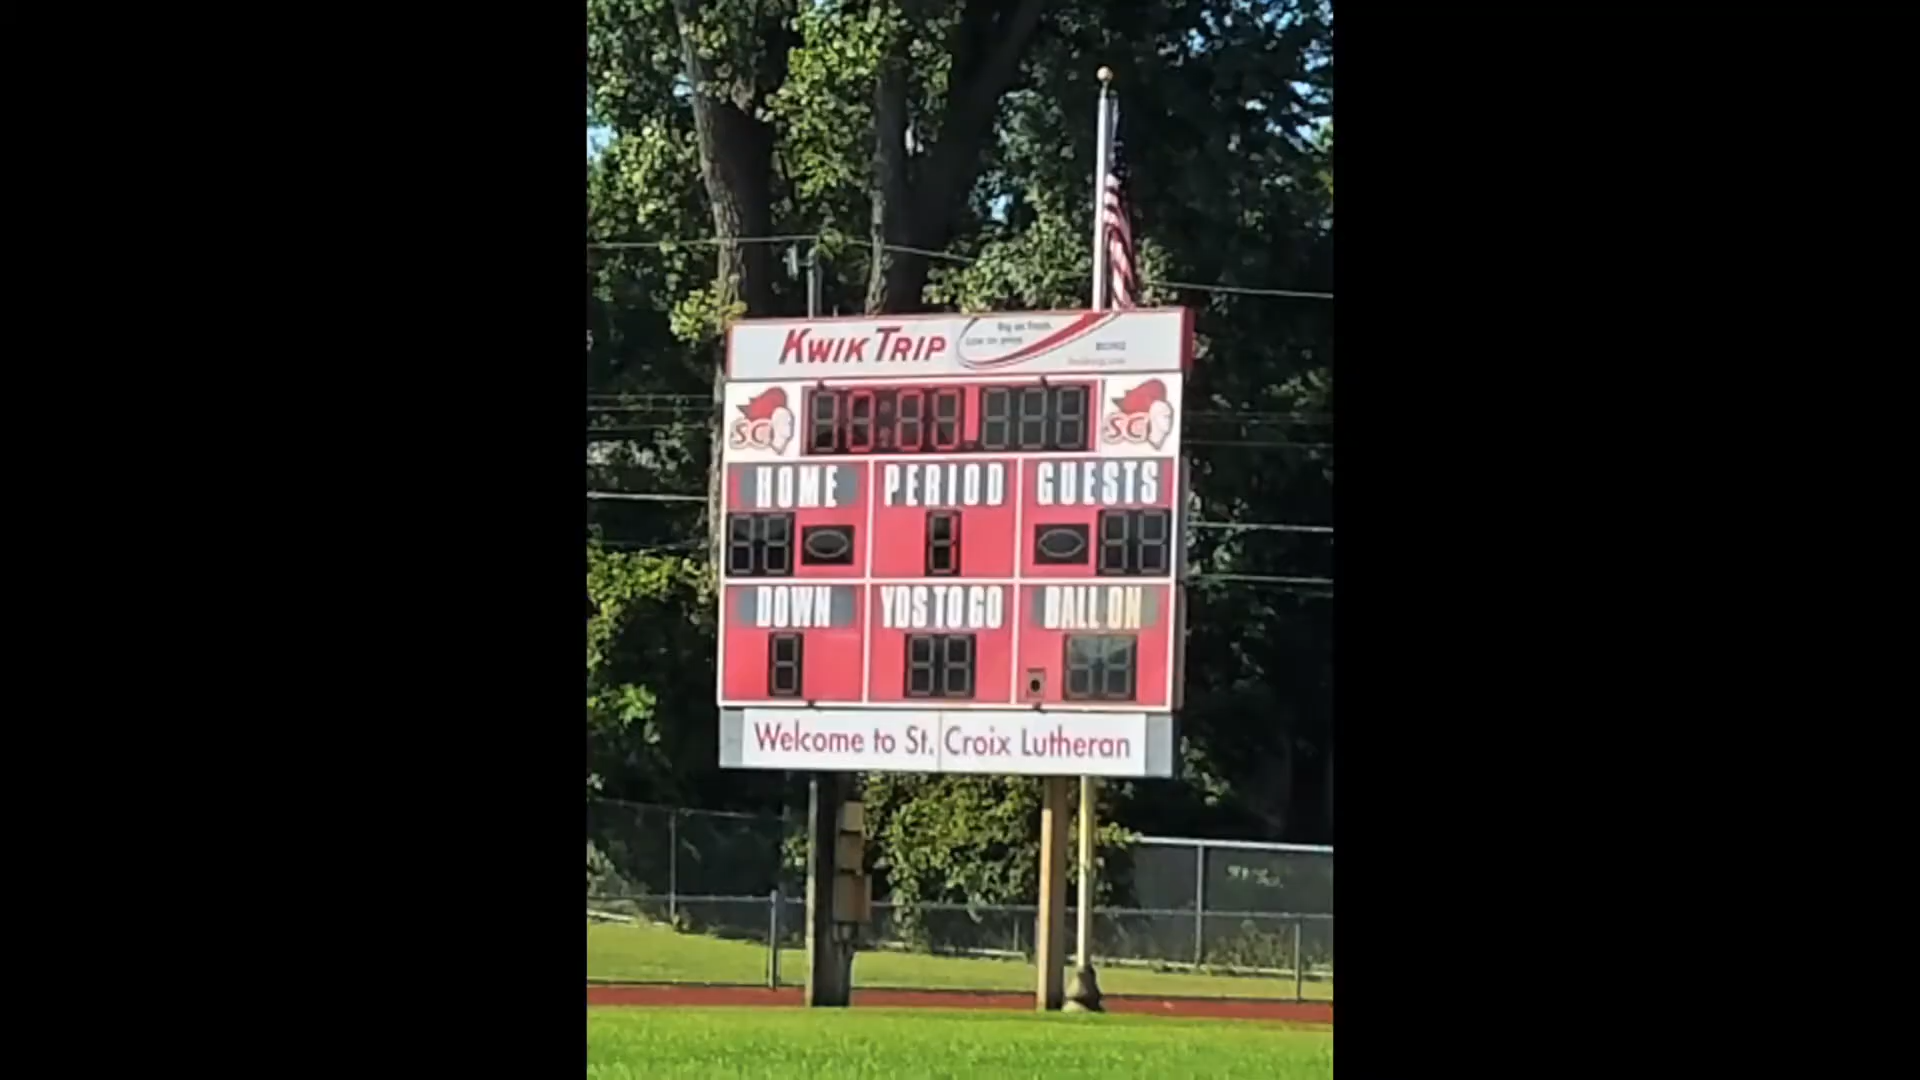 KWIK TRIP
SC
SC
HOME PERIOD GUESTS
DOWN YDS TO GO BALL ON
Welcome to St. Croix Lutheran